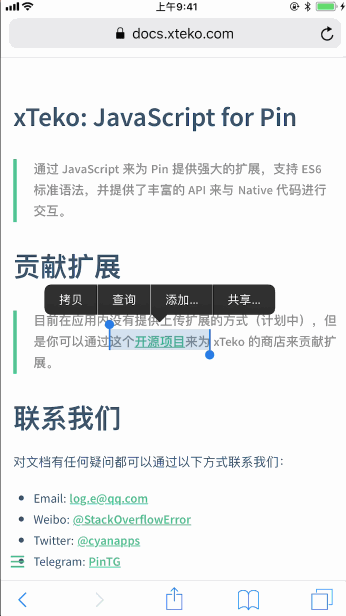 上午9:41
docs.xteko.com
xTeko: JavaScript for Pin
通过 JavaScript 来为 Pin 提供强大的扩展，支持 ES6
标准语法，并提供了丰富的 API 来与 Native 代码进行
交互。
贡献扩展
拷贝 查询 添加... 共享...
目前在应用内没有提供上传扩展的方式（计划中），但
是你可以通过这个开源项目来为 xTeko 的商店来贡献扩
展。
联系我们
对文档有任何疑问都可以通过以下方式联系我们：
Email: log.e@qq.com
Weibo: @StackOverflowError
Twitter: @cyanapps
Telegram: PinTG